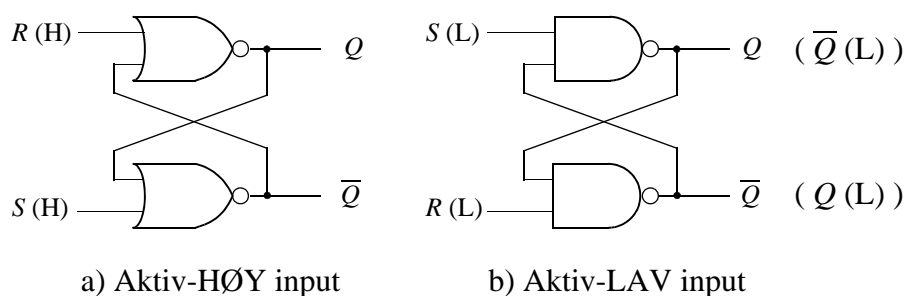 R (H) Q S (L) Q ( Q̅ (L) )
S (H) Q̅ R (L) Q̅ ( Q (L) )
a) Aktiv-HØY input b) Aktiv-LAV input